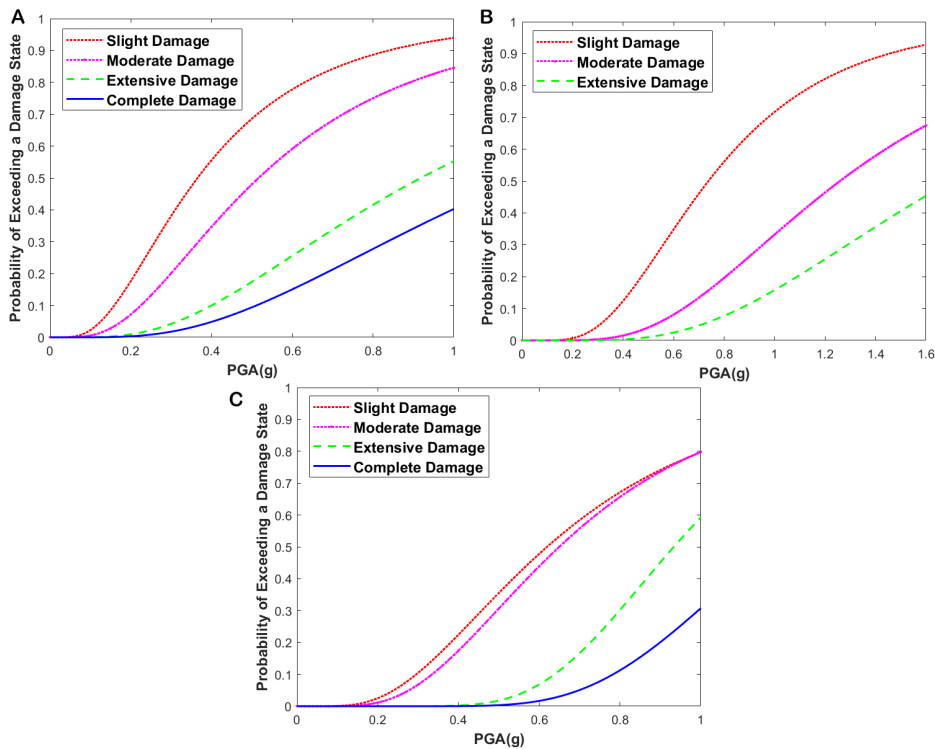 A
Probability of Exceeding a Damage State
1
0.9
0.8
0.7
0.6
0.5
0.4
0.3
0.2
0.1
0
Slight Damage
Moderate Damage
Extensive Damage
Complete Damage
0 0.2 0.4 0.6 0.8 1
PGA(g)
B
Probability of Exceeding a Damage State
1
0.9
0.8
0.7
0.6
0.5
0.4
0.3
0.2
0.1
0
Slight Damage
Moderate Damage
Extensive Damage
0 0.2 0.4 0.6 0.8 1 1.2 1.4 1.6
PGA(g)
C
Probability of Exceeding a Damage State
1
0.9
0.8
0.7
0.6
0.5
0.4
0.3
0.2
0.1
0
Slight Damage
Moderate Damage
Extensive Damage
Complete Damage
0 0.2 0.4 0.6 0.8 1
PGA(g)